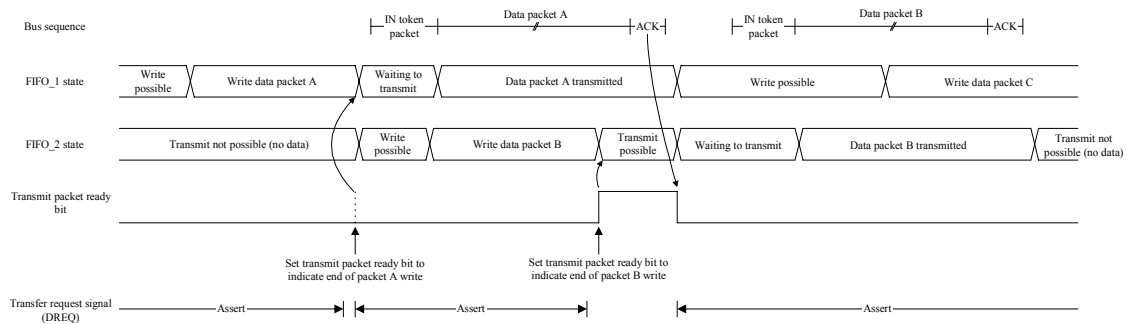 Bus sequence
IN token
packet
Data packet A
ACK
IN token
packet
Data packet B
ACK
FIFO_1 state
Write
possible
Write data packet A
Waiting to
transmit
Data packet A transmitted
Write possible
Write data packet C
FIFO_2 state
Transmit not possible (no data)
Write
possible
Write data packet B
Transmit
possible
Waiting to transmit
Data packet B transmitted
Transmit not
possible (no data)
Transmit packet ready
bit
Set transmit packet ready bit to
indicate end of packet A write
Set transmit packet ready bit to
indicate end of packet B write
Transfer request signal
(DREQ)
Assert
Assert
Assert